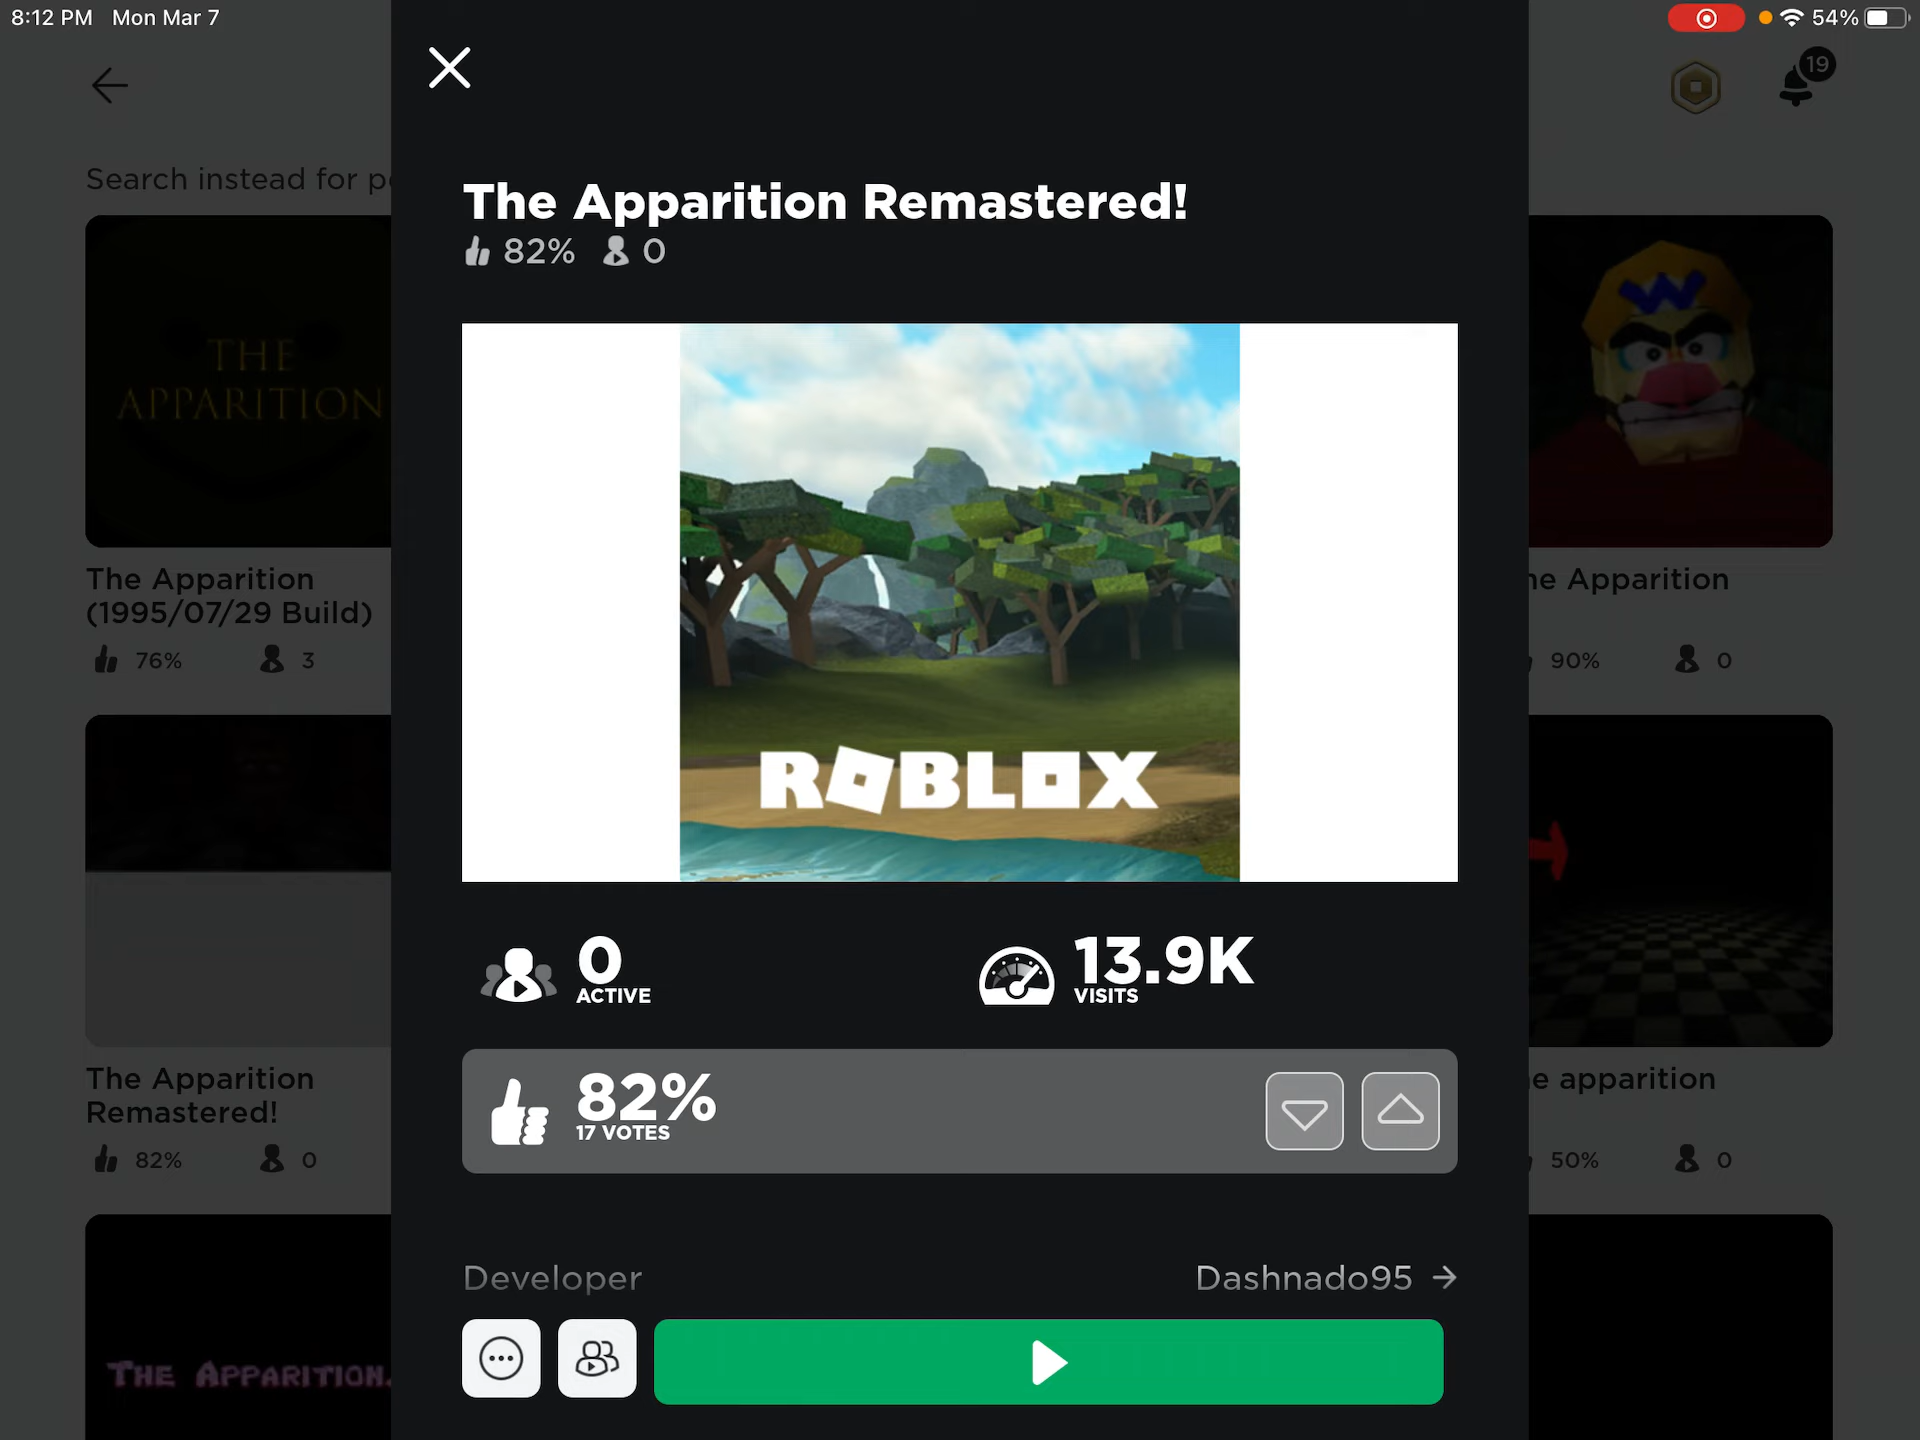 8:12 PM Mon Mar 7
54%
19
Search instead for p
The Apparition Remastered!
82% 0
THE
APPARITION
W
ROBLOX
The Apparition
(1995/07/29 Build)
76% 3
he Apparition
90% 0
0
ACTIVE
13.9K
VISITS
82%
17 VOTES
The Apparition
Remastered!
82% 0
e apparition
50% 0
Developer
Dashnado95
THE APPARITION.